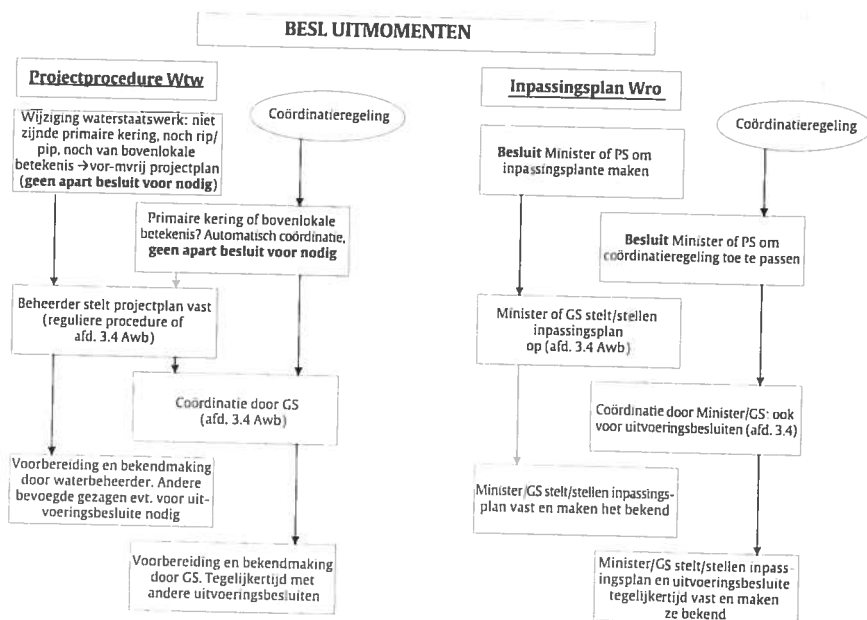 BESL UITMOMENTEN
Projectprocedure Wtw
Wijziging waterstaatswerk: niet
zijnde primaire kering, noch rip/
pip, noch van bovenlokale
betekenis →vor-mvrij projectplan
(geen apart besluit voor nodig)
Coördinatieregeling
Primaire kering of bovenlokale
betekenis? Automatisch coördinatie,
geen apart besluit voor nodig
Beheerder stelt projectplan vast
(reguliere procedure of
afd. 3.4 Awb)
Coördinatie door GS
(afd. 3.4 Awb)
Voorbereiding en bekendmaking
door waterbeheerder. Andere
bevoegde gezagen evt. voor uit-
voeringsbesluite nodig
Voorbereiding en bekendmaking
door GS. Tegelijkertijd met
andere uitvoeringsbesluiten
Inpassingsplan Wro
Besluit Minister of PS om
inpassingsplante maken
Coördinatieregeling
Besluit Minister of PS om
coördinatieregeling toe te passen
Minister of GS stelt/stellen
inpassingsplan
op (afd. 3.4 Awb)
Coördinatie door Minister/GS: ook
voor uitvoeringsbesluiten (afd. 3.4)
Minister/GS stelt/stellen inpassings-
plan vast en maken het bekend
Minister/GS stelt/stellen inpass-
ingsplan en uitvoeringsbesluite
tegelijkertijd vast en maken
ze bekend